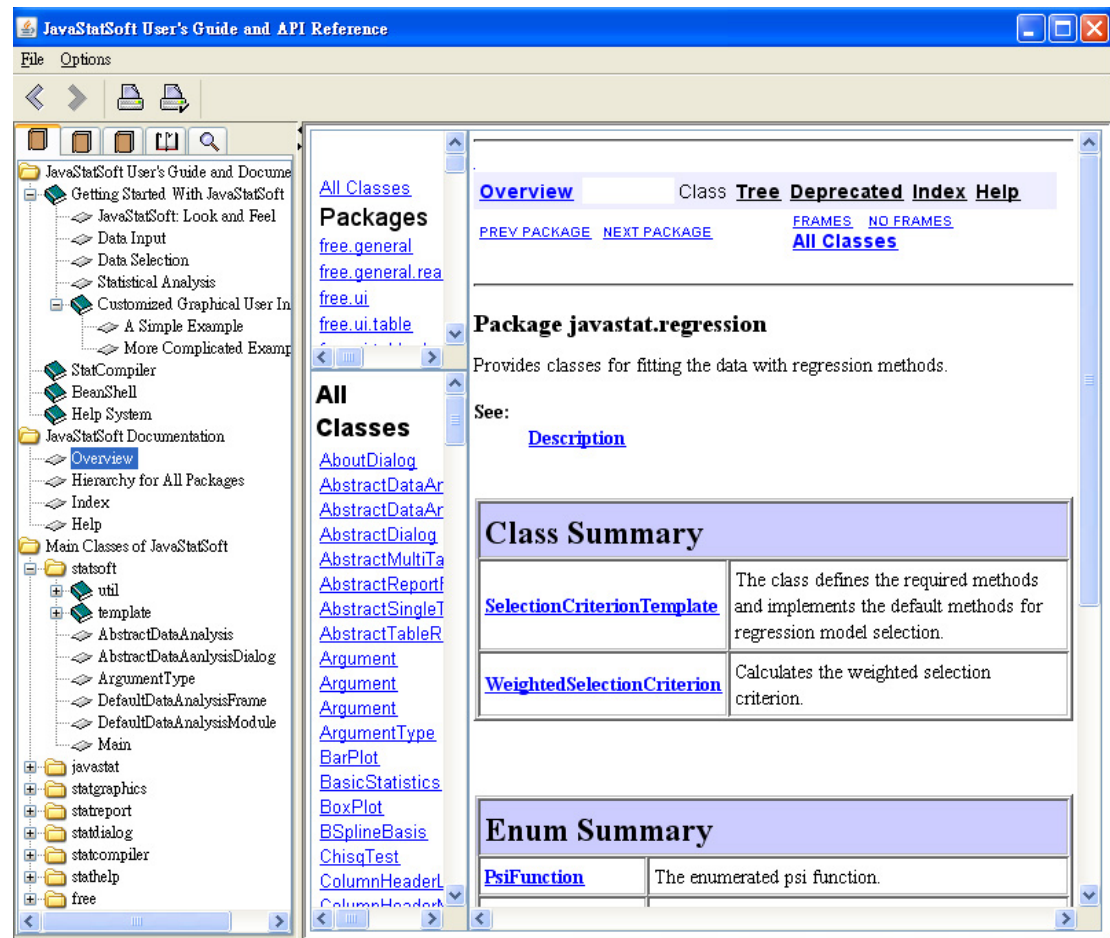 JavaStatSoft User's Guide and API Reference
File Options
JavaStatSoft User's Guide and Docume
Getting Started With JavaStatSoft
JavaStatSoft: Look and Feel
Data Input
Data Selection
Statistical Analysis
Customized Graphical User In
A Simple Example
More Complicated Examp
StatCompiler
BeanShell
Help System
JavaStatSoft Documentation
Overview
Hierarchy for All Packages
Index
Help
Main Classes of JavaStatSoft
statsoft
util
template
AbstractDataAnalysis
AbstractDataAanlysisDialog
ArgumentType
DefaultDataAnalysisFrame
DefaultDataAnalysisModule
Main
javastat
statgraphics
statreport
statdialog
statcompiler
stathelp
free
All Classes
Packages
free.general
free.general.rea
free.ui
free.ui.table
All
Classes
AboutDialog
AbstractDataAr
AbstractDataAr
AbstractDialog
AbstractMultiTa
AbstractReportF
AbstractSingleT
AbstractTableR
Argument
Argument
Argument
ArgumentType
BarPlot
BasicStatistics
BoxPlot
BSplineBasis
ChisqTest
ColumnHeaderL
Overview Class Tree Deprecated Index Help
PREV PACKAGE NEXT PACKAGE FRAMES NO FRAMES
All Classes
Package javastat.regression
Provides classes for fitting the data with regression methods.
See:
Description
Class Summary
SelectionCriterionTemplate The class defines the required methods
and implements the default methods for
regression model selection.
WeightedSelectionCriterion Calculates the weighted selection
criterion.
Enum Summary
PsiFunction The enumerated psi function.